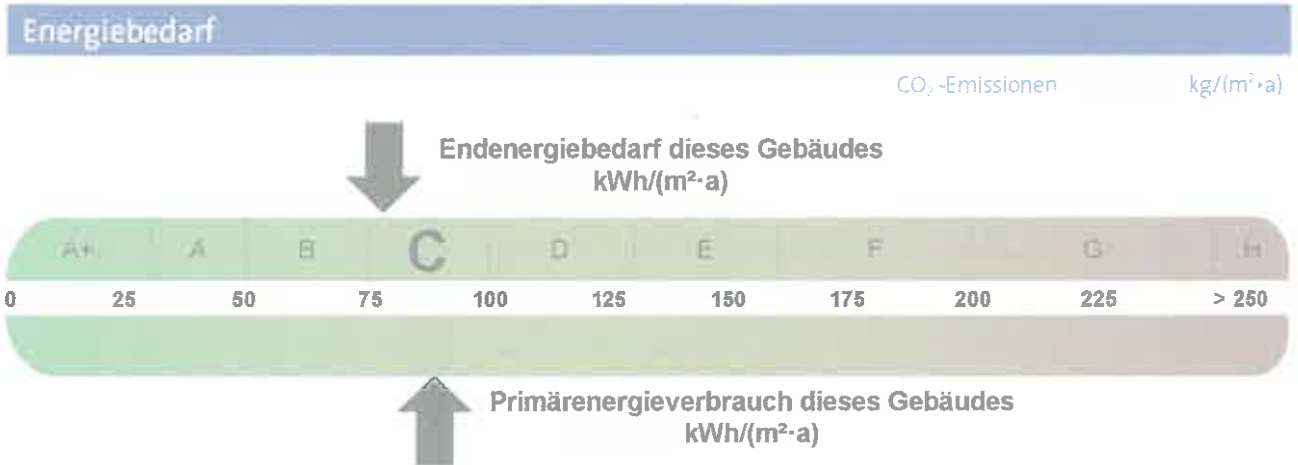 Energiebedarf
CO₂-Emissionen kg/(m²·a)
Endenergiebedarf dieses Gebäudes
kWh/(m²·a)
A+ A B C D E F G H
0 25 50 75 100 125 150 175 200 225 > 250
Primärenergieverbrauch dieses Gebäudes
kWh/(m²·a)